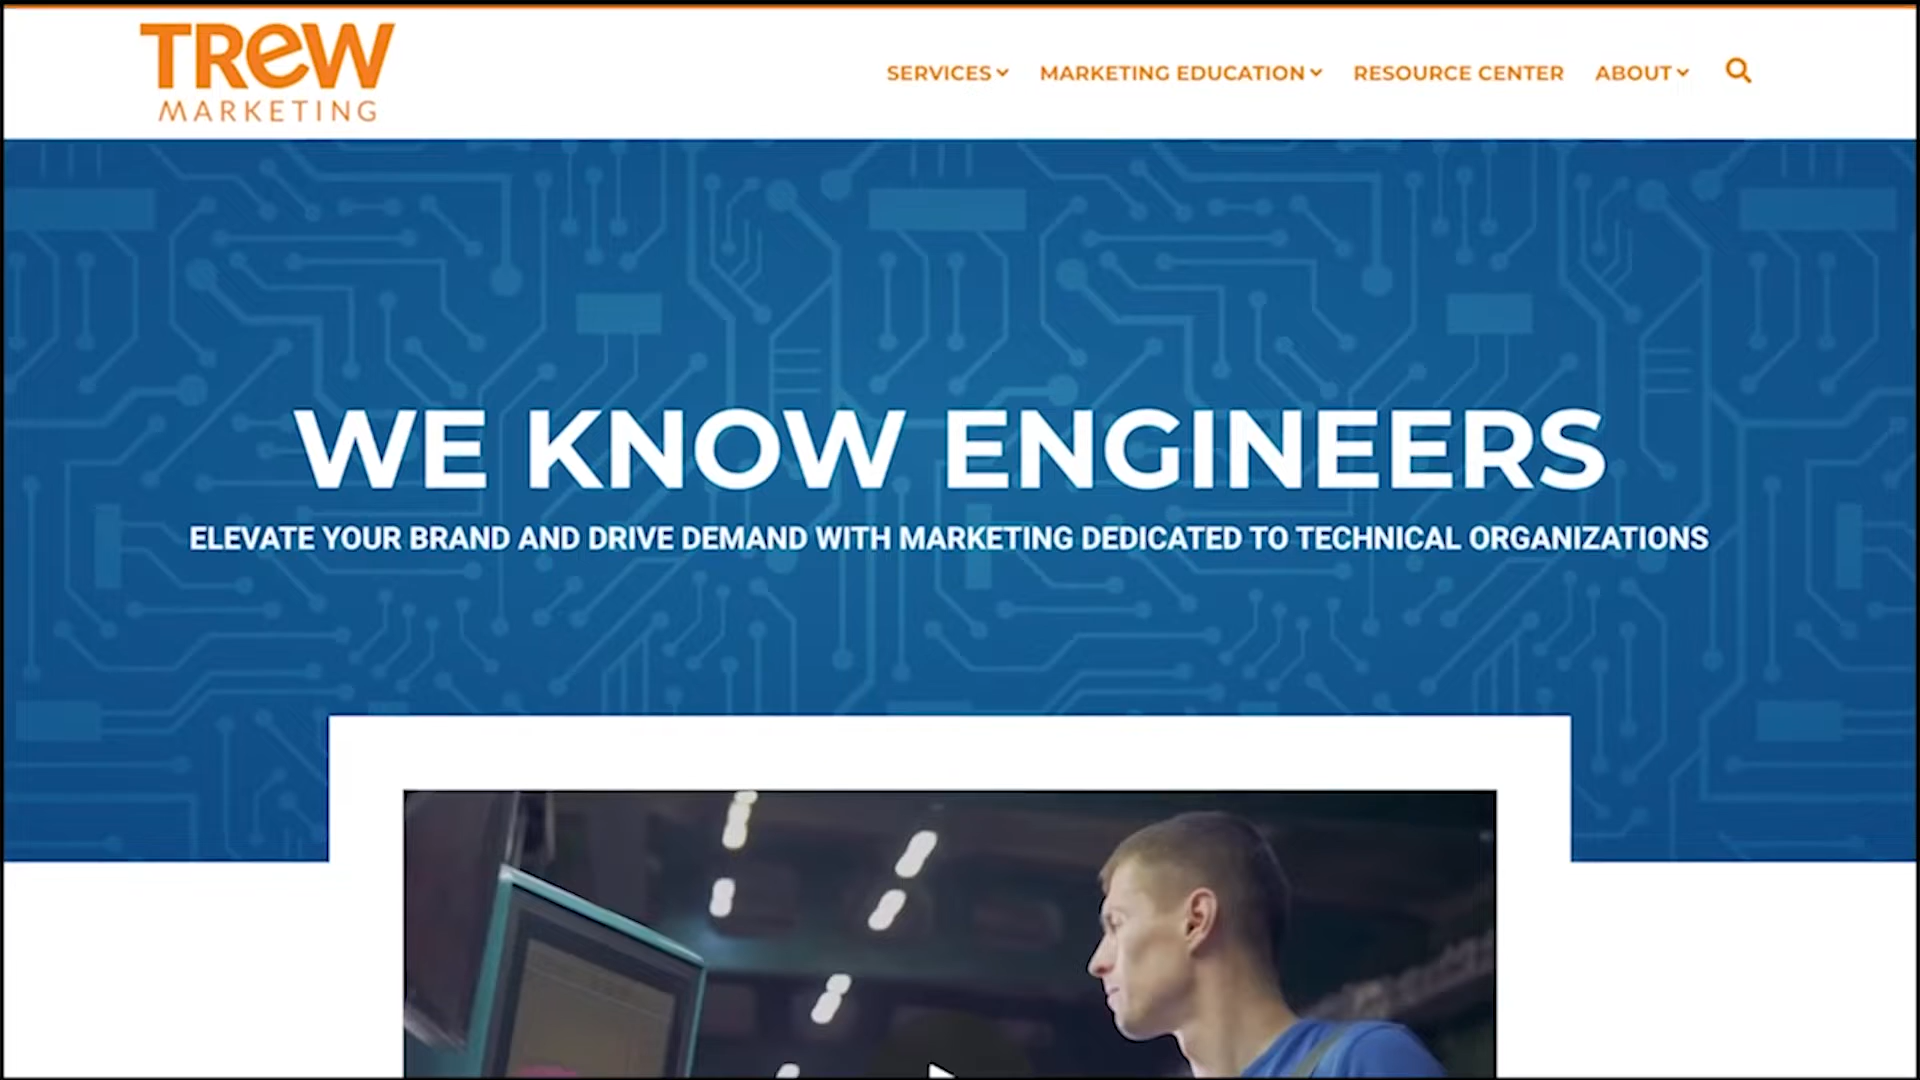 TREW
MARKETING
SERVICES
MARKETING EDUCATION
RESOURCE CENTER
ABOUT
WE KNOW ENGINEERS
ELEVATE YOUR BRAND AND DRIVE DEMAND WITH MARKETING DEDICATED TO TECHNICAL ORGANIZATIONS